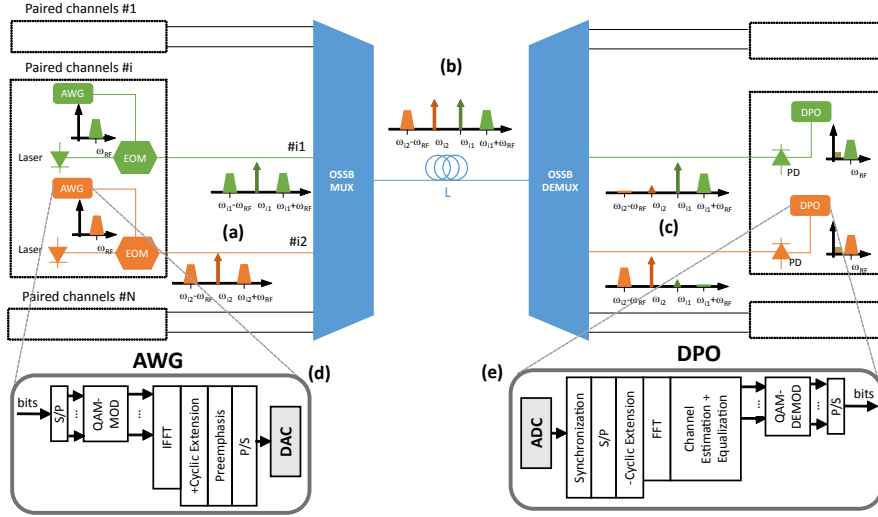 Paired channels #1
Paired channels #i
AWG
ω_RF
Laser
EOM
#i1
AWG
ω_RF
Laser
EOM
#i2
Paired channels #N
ω_i1-ω_RF ω_i1 ω_i1+ω_RF
(a)
ω_i2-ω_RF ω_i2 ω_i2+ω_RF
OSSB
MUX
(b)
ω_i2-ω_RF ω_i2 ω_i1 ω_i1+ω_RF
L
OSSB
DEMUX
ω_i2-ω_RF ω_i2 ω_i1 ω_i1+ω_RF
(c)
ω_i2-ω_RF ω_i2 ω_i1 ω_i1+ω_RF
DPO
PD
ω_RF
DPO
PD
ω_RF
AWG
(d)
bits
S/P
...
QAM-
MOD
...
IFFT
+Cyclic Extension
Preemphasis
P/S
DAC
DPO
(e)
ADC
Synchronization
S/P
-Cyclic Extension
FFT
Channel
Estimation +
Equalization
...
QAM-
DEMOD
...
P/S
bits